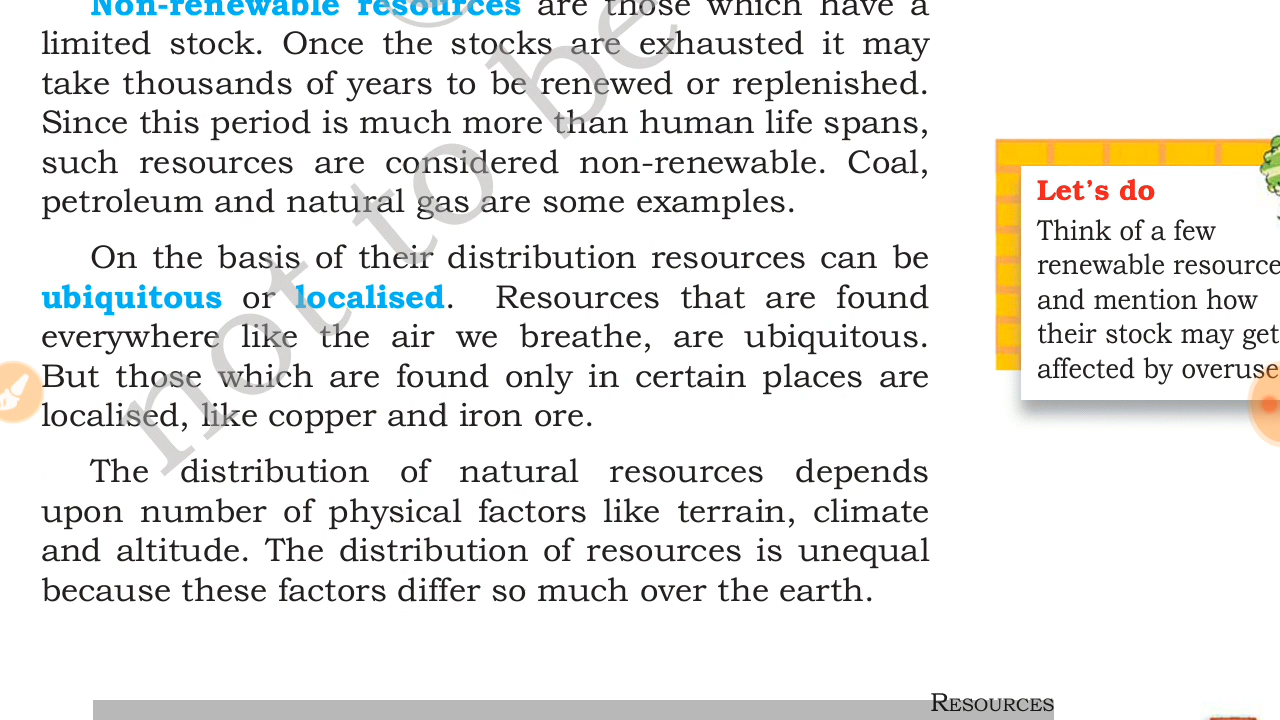 Non-renewable resources are those which have a
limited stock. Once the stocks are exhausted it may
take thousands of years to be renewed or replenished.
Since this period is much more than human life spans,
such resources are considered non-renewable. Coal,
petroleum and natural gas are some examples.
On the basis of their distribution resources can be
ubiquitous or localised. Resources that are found
everywhere like the air we breathe, are ubiquitous.
But those which are found only in certain places are
localised, like copper and iron ore.
The distribution of natural resources depends
upon number of physical factors like terrain, climate
and altitude. The distribution of resources is unequal
because these factors differ so much over the earth.
not to be
Let's do
Think of a few
renewable resource
and mention how
their stock may get
affected by overuse
RESOURCES